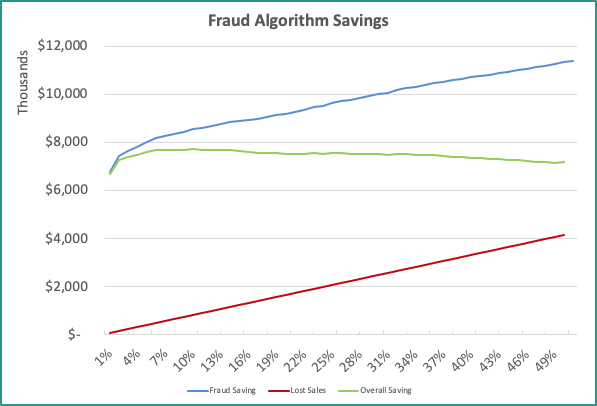 Fraud Algorithm Savings
Thousands
$12,000
$10,000
$8,000
$6,000
$4,000
$2,000
$-
1% 4% 7% 10% 13% 16% 19% 22% 25% 28% 31% 34% 37% 40% 43% 46% 49%
Fraud Saving Lost Sales Overall Saving